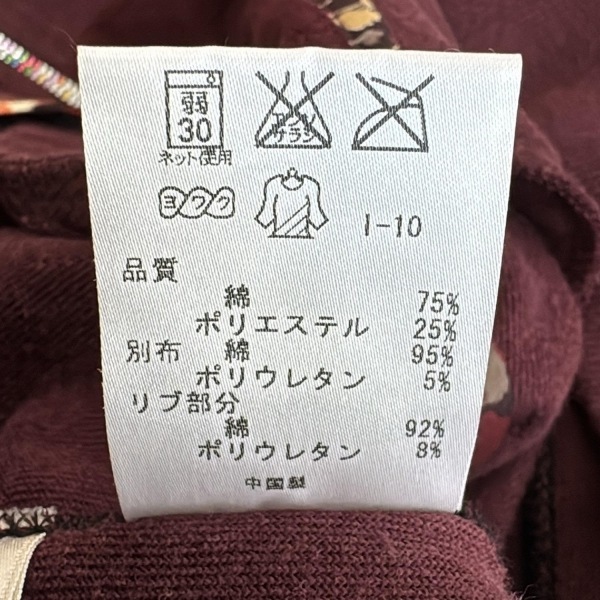 弱
30
ネット使用
エンソ
サラシ
ヨワク
I-10
品質
綿 75%
ポリエステル 25%
別布 綿 95%
ポリウレタン 5%
リブ部分
綿 92%
ポリウレタン 8%
中国製